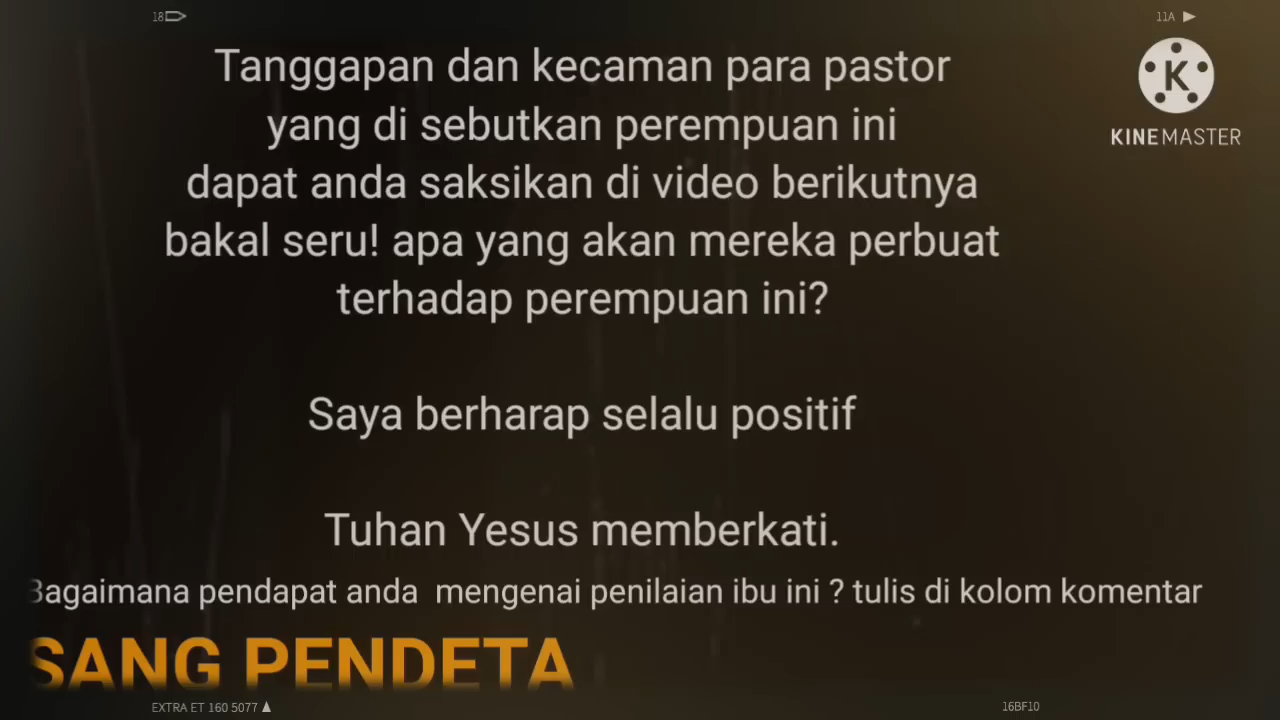 18
11A
Tanggapan dan kecaman para pastor
yang di sebutkan perempuan ini
dapat anda saksikan di video berikutnya
bakal seru! apa yang akan mereka perbuat
terhadap perempuan ini?
Saya berharap selalu positif
Tuhan Yesus memberkati.
K
KINEMASTER
Bagaimana pendapat anda mengenai penilaian ibu ini ? tulis di kolom komentar
SANG PENDETA
EXTRA ET 160 5077
16BF10